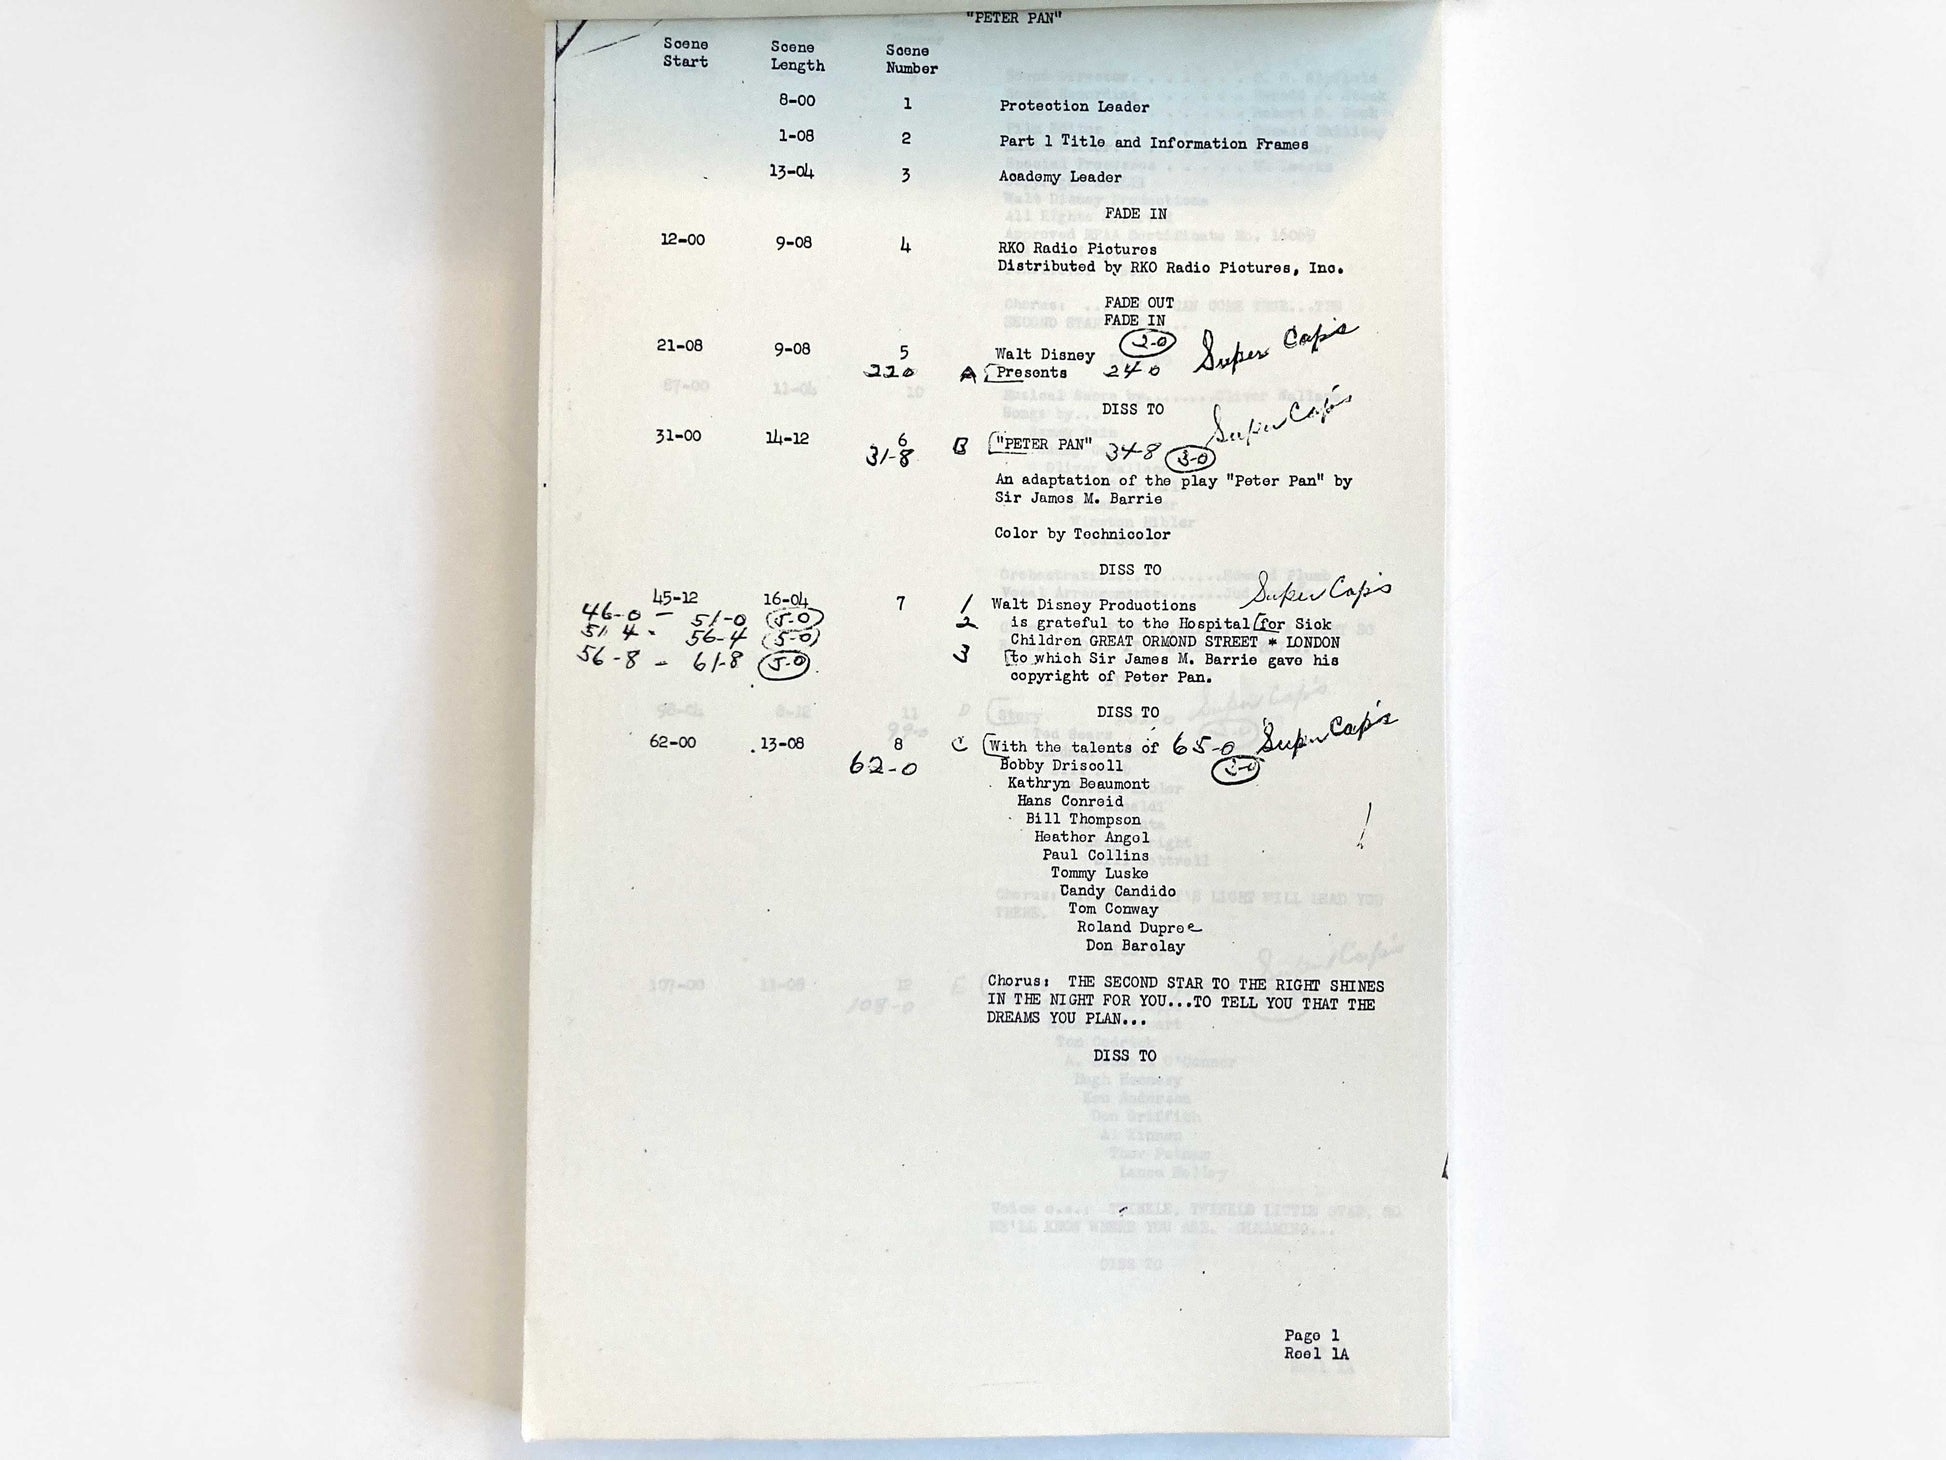 "PETER PAN"
Scene Start Scene Length Scene Number
8-00 1 Protection Leader
1-08 2 Part 1 Title and Information Frames
13-04 3 Academy Leader
FADE IN
12-00 9-08 4 RKO Radio Pictures
Distributed by RKO Radio Pictures, Inc.
FADE OUT
FADE IN
2-0 Super Cap's
21-08 9-08 5 Walt Disney
220 A Presents 24-0
DISS TO
Super Cap's
31-00 14-12 6 B "PETER PAN" 34-8 3-0
31-8
An adaptation of the play "Peter Pan" by
Sir James M. Barrie
Color by Technicolor
DISS TO
Super Cap's
45-12 16-04 7 1 Walt Disney Productions
46-0 - 51-0 5-0 2 is grateful to the Hospital for Sick
51 4 - 56-4 5-0 Children GREAT ORMOND STREET * LONDON
56-8 - 61-8 5-0 3 to which Sir James M. Barrie gave his
copyright of Peter Pan.
DISS TO
62-00 13-08 8 C With the talents of 65-0 Super Cap's
62-0 Bobby Driscoll 3-0
Kathryn Beaumont
Hans Conreid
Bill Thompson
Heather Angel
Paul Collins
Tommy Luske
Candy Candido
Tom Conway
Roland Dupree
Don Barclay
Chorus: THE SECOND STAR TO THE RIGHT SHINES
IN THE NIGHT FOR YOU...TO TELL YOU THAT THE
DREAMS YOU PLAN...
DISS TO
Page 1
Reel 1A